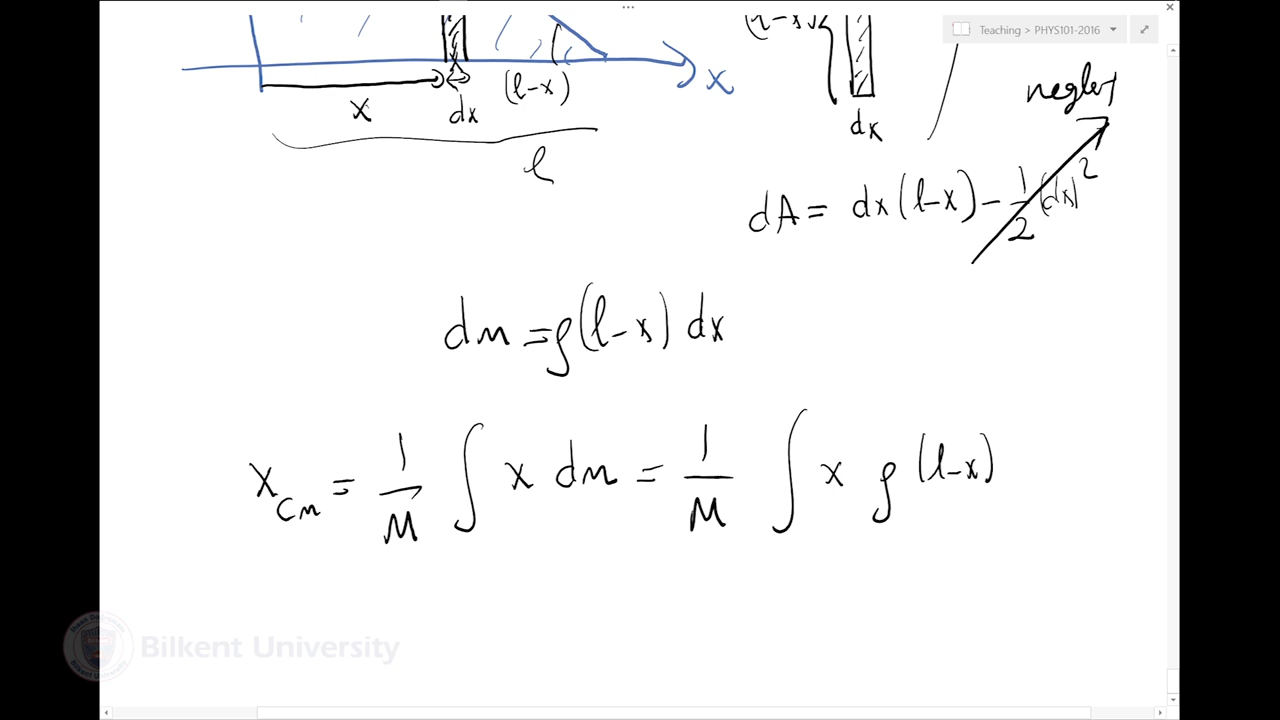 Teaching > PHYS101-2016
(l-x)
x
dx
(l-x)
x
l
dx
neglect
dA = dx(l-x) - 1/2 (dx)²
dm = ρ(l-x) dx
x_cm = 1/M ∫ x dm = 1/M ∫ x ρ (l-x)
Bilkent University